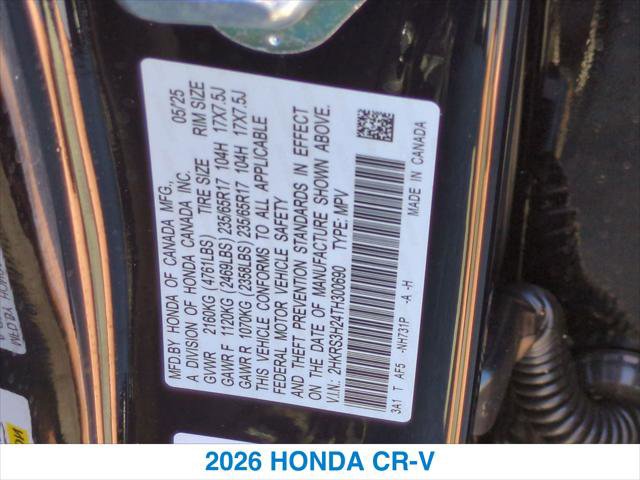 MFD.BY HONDA OF CANADA MFG., 05/25
A DIVISION OF HONDA CANADA INC.
TIRE SIZE RIM SIZE
GVWR 2160KG (4761LBS)
GAWR F 1120KG (2469LBS) 235/65R17 104H 17X7.5J
GAWR R 1070KG (2358LBS) 235/65R17 104H 17X7.5J
THIS VEHICLE CONFORMS TO ALL APPLICABLE
FEDERAL MOTOR VEHICLE SAFETY
AND THEFT PREVENTION STANDARDS IN EFFECT
ON THE DATE OF MANUFACTURE SHOWN ABOVE.
V.I.N.: 2HKRS3H24TH300690 TYPE: MPV
3A1 T AF5 -NH731P -A -H
MADE IN CANADA
2026 HONDA CR-V